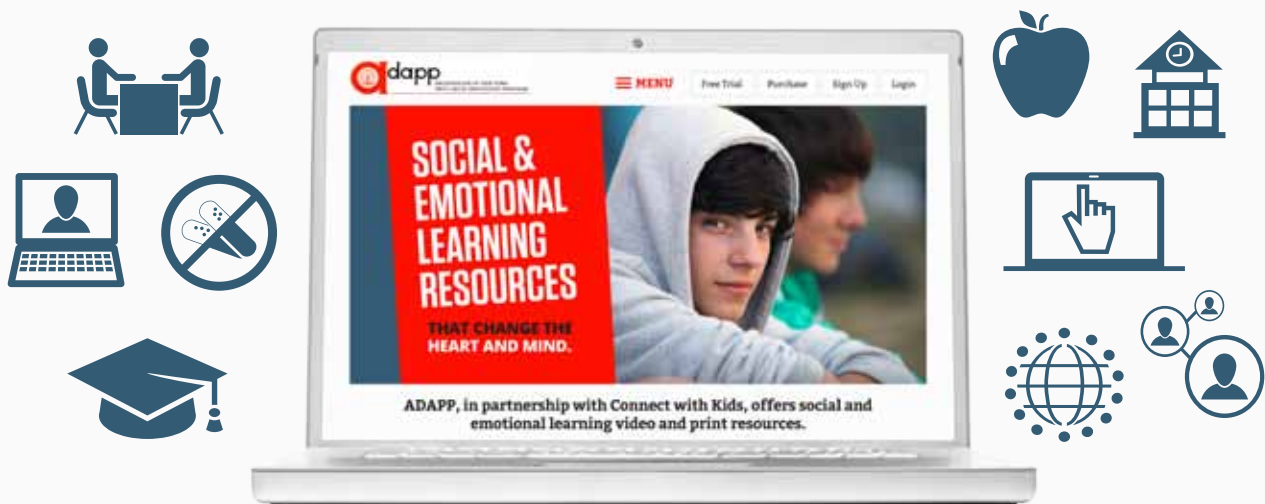 adapp
MENU
Free Trial
Purchase
Sign Up
Login
SOCIAL &
EMOTIONAL
LEARNING
RESOURCES
THAT CHANGE THE
HEART AND MIND.
ADAPP, in partnership with Connect with Kids, offers social and
emotional learning video and print resources.